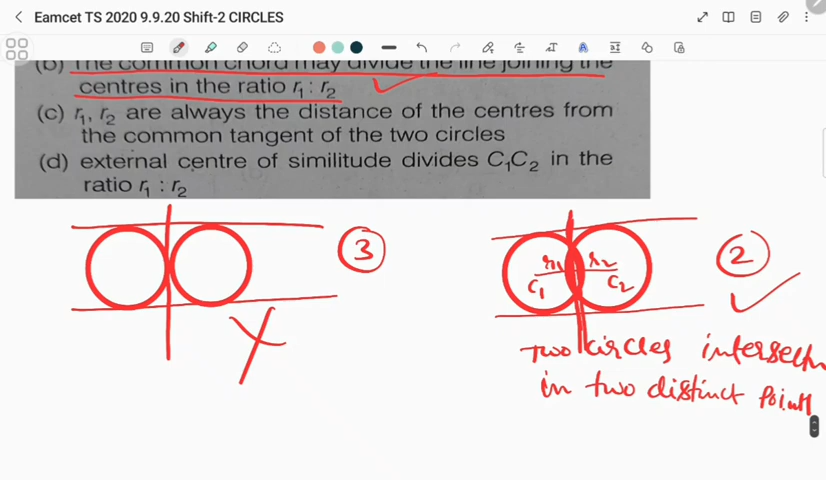 Eamcet TS 2020 9.9.20 Shift-2 CIRCLES
(b) The common chord may divide the line joining the
centres in the ratio r₁ : r₂
(c) r₁, r₂ are always the distance of the centres from
the common tangent of the two circles
(d) external centre of similitude divides C₁C₂ in the
ratio r₁ : r₂
3
2
r₁ r₂
C₁ C₂
Two circles intersectn
in two distinct point